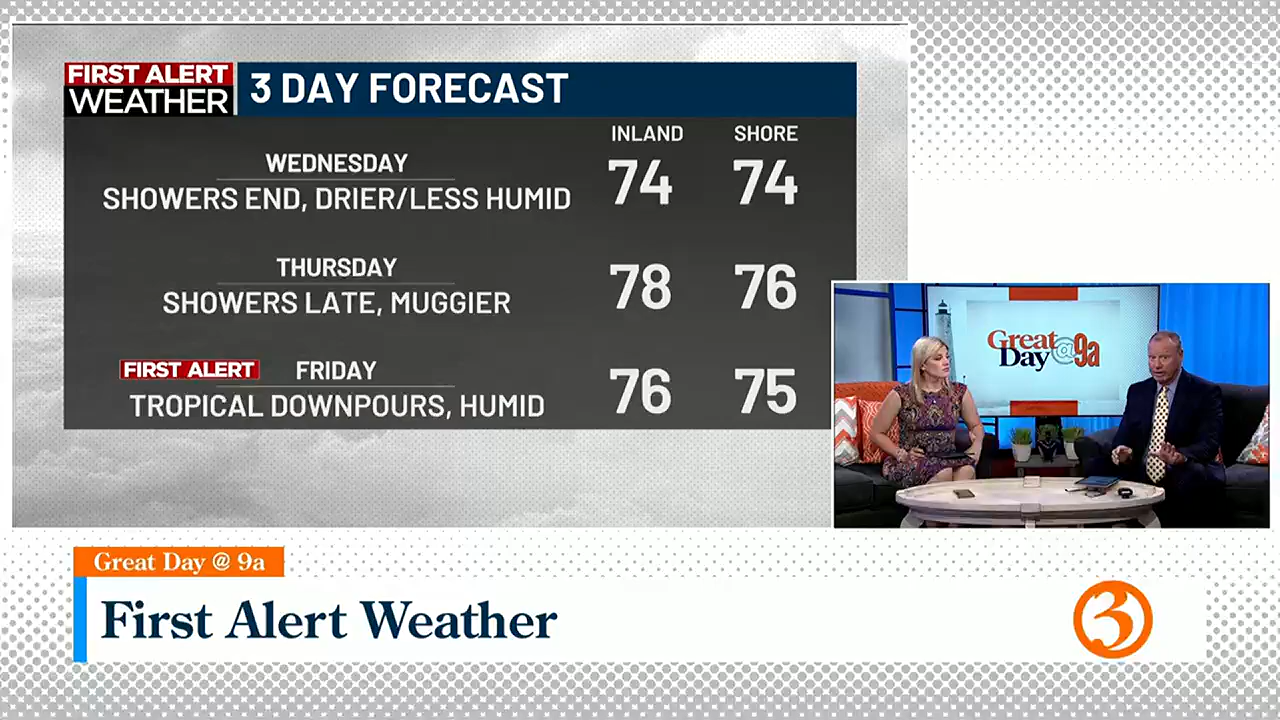 FIRST ALERT
WEATHER
3 DAY FORECAST
INLAND SHORE
WEDNESDAY
SHOWERS END, DRIER/LESS HUMID
74 74
THURSDAY
SHOWERS LATE, MUGGIER
78 76
FIRST ALERT FRIDAY
TROPICAL DOWNPOURS, HUMID
76 75
Great
Day @9a
Great Day @ 9a
First Alert Weather
3